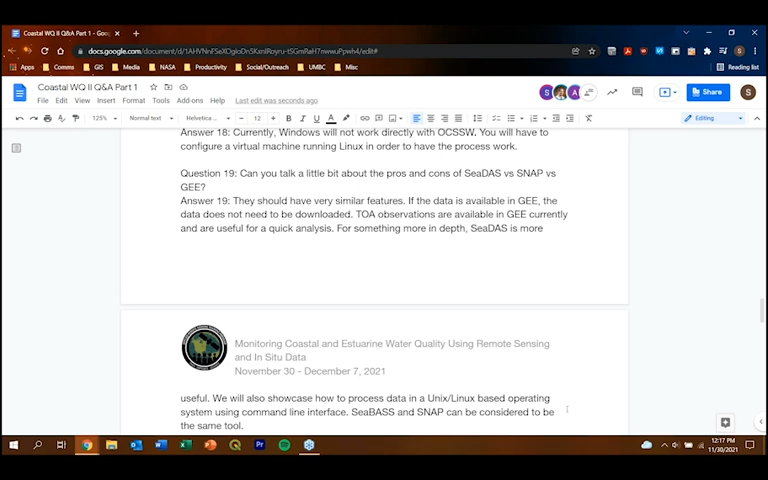 Coastal WQ II Q&A Part 1 - Goo
docs.google.com/document/d/
Apps
Comms
GIS
Media
NASA
Productivity
Social/Outreach
UMBC
Misc
Reading list
Coastal WQ II Q&A Part 1
File Edit View Insert Format Tools Add-ons Help Last edit was seconds ago
S
A
Share
S
125%
Normal text
Helvetica ...
12
B I U A
Editing
Answer 18: Currently, Windows will not work directly with OCSSW. You will have to
configure a virtual machine running Linux in order to have the process work.
Question 19: Can you talk a little bit about the pros and cons of SeaDAS vs SNAP vs
GEE?
Answer 19: They should have very similar features. If the data is available in GEE, the
data does not need to be downloaded. TOA observations are available in GEE currently
and are useful for a quick analysis. For something more in depth, SeaDAS is more
Monitoring Coastal and Estuarine Water Quality Using Remote Sensing
and In Situ Data
November 30 - December 7, 2021
useful. We will also showcase how to process data in a Unix/Linux based operating
system using command line interface. SeaBASS and SNAP can be considered to be
the same tool.
12:17 PM
11/30/2021